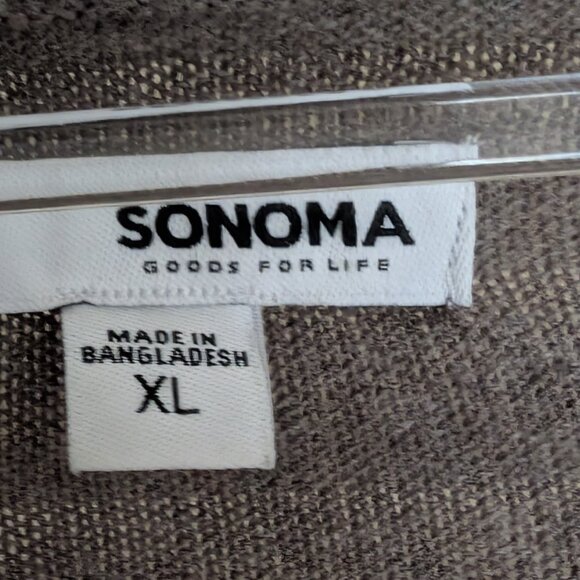 SONOMA
GOODS FOR LIFE
MADE IN
BANGLADESH
XL